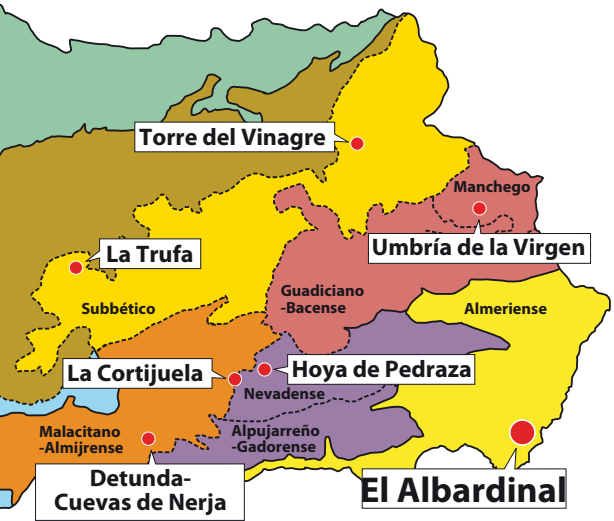 Torre del Vinagre
Manchego
Umbría de la Virgen
La Trufa
Guadiciano
-Bacense
Subbético
Almeriense
La Cortijuela
Hoya de Pedraza
Nevadense
Malacitano
-Almijrense
Alpujarreño
-Gadorense
Detunda-
Cuevas de Nerja
El Albardinal